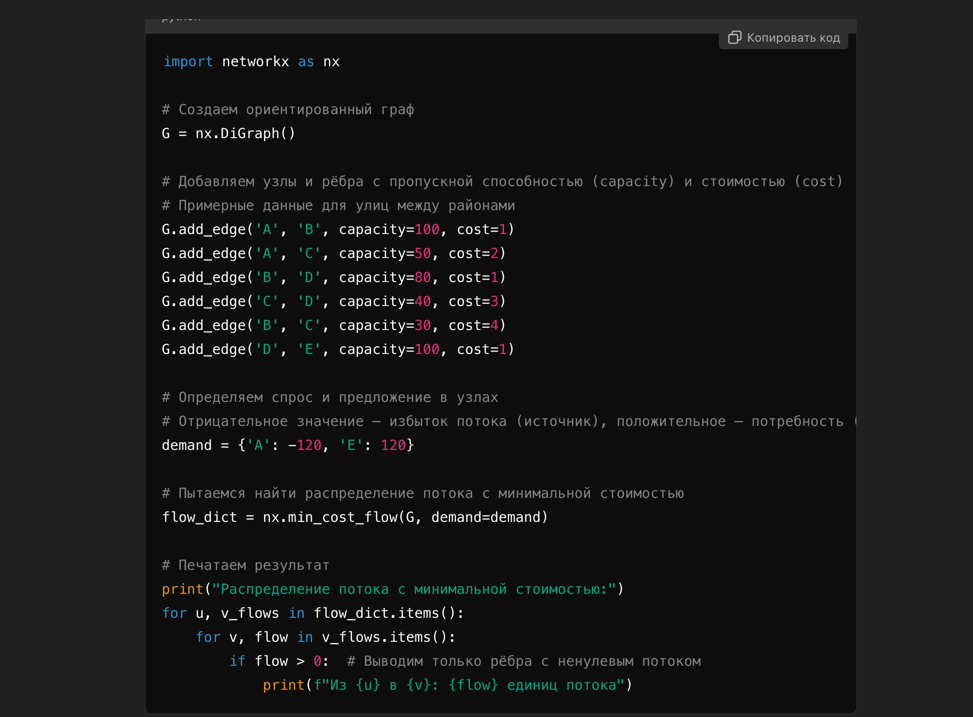 python
Копировать код
import networkx as nx
# Создаем ориентированный граф
G = nx.DiGraph()
# Добавляем узлы и рёбра с пропускной способностью (capacity) и стоимостью (cost)
# Примерные данные для улиц между районами
G.add_edge('A', 'B', capacity=100, cost=1)
G.add_edge('A', 'C', capacity=50, cost=2)
G.add_edge('B', 'D', capacity=80, cost=1)
G.add_edge('C', 'D', capacity=40, cost=3)
G.add_edge('B', 'C', capacity=30, cost=4)
G.add_edge('D', 'E', capacity=100, cost=1)
# Определяем спрос и предложение в узлах
# Отрицательное значение — избыток потока (источник), положительное — потребность (
demand = {'A': -120, 'E': 120}
# Пытаемся найти распределение потока с минимальной стоимостью
flow_dict = nx.min_cost_flow(G, demand=demand)
# Печатаем результат
print("Распределение потока с минимальной стоимостью:")
for u, v_flows in flow_dict.items():
    for v, flow in v_flows.items():
        if flow > 0:  # Выводим только рёбра с ненулевым потоком
            print(f"Из {u} в {v}: {flow} единиц потока")